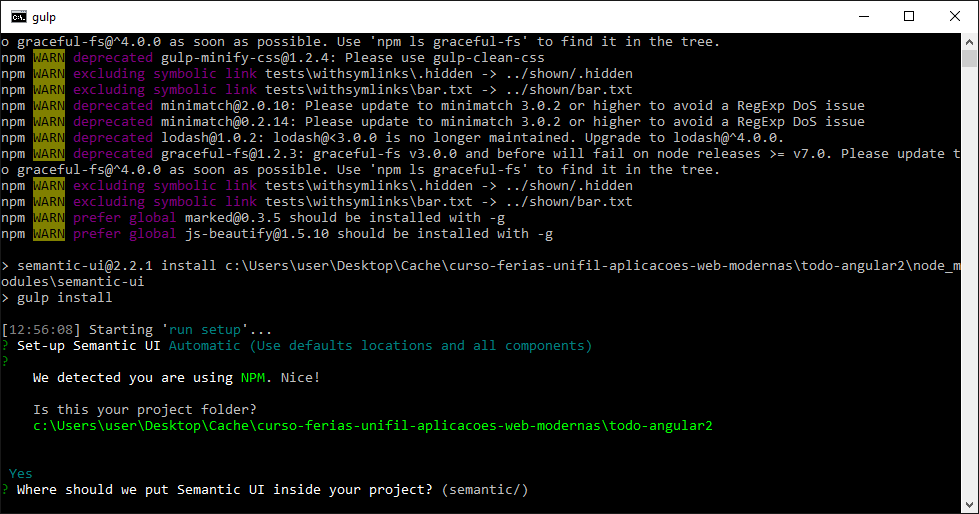 gulp
o graceful-fs@^4.0.0 as soon as possible. Use 'npm ls graceful-fs' to find it in the tree.
npm WARN deprecated gulp-minify-css@1.2.4: Please use gulp-clean-css
npm WARN excluding symbolic link tests\withsymlinks\.hidden -> ../shown/.hidden
npm WARN excluding symbolic link tests\withsymlinks\bar.txt -> ../shown/bar.txt
npm WARN deprecated minimatch@2.0.10: Please update to minimatch 3.0.2 or higher to avoid a RegExp DoS issue
npm WARN deprecated minimatch@0.2.14: Please update to minimatch 3.0.2 or higher to avoid a RegExp DoS issue
npm WARN deprecated lodash@1.0.2: lodash@<3.0.0 is no longer maintained. Upgrade to lodash@^4.0.0.
npm WARN deprecated graceful-fs@1.2.3: graceful-fs v3.0.0 and before will fail on node releases >= v7.0. Please update t
o graceful-fs@^4.0.0 as soon as possible. Use 'npm ls graceful-fs' to find it in the tree.
npm WARN excluding symbolic link tests\withsymlinks\.hidden -> ../shown/.hidden
npm WARN excluding symbolic link tests\withsymlinks\bar.txt -> ../shown/bar.txt
npm WARN prefer global marked@0.3.5 should be installed with -g
npm WARN prefer global js-beautify@1.5.10 should be installed with -g
> semantic-ui@2.2.1 install c:\Users\user\Desktop\Cache\curso-ferias-unifil-aplicacoes-web-modernas\todo-angular2\node_m
odules\semantic-ui
> gulp install
[12:56:08] Starting 'run setup'...
? Set-up Semantic UI Automatic (Use defaults locations and all components)
?
We detected you are using NPM. Nice!
Is this your project folder?
c:\Users\user\Desktop\Cache\curso-ferias-unifil-aplicacoes-web-modernas\todo-angular2
Yes
? Where should we put Semantic UI inside your project? (semantic/)